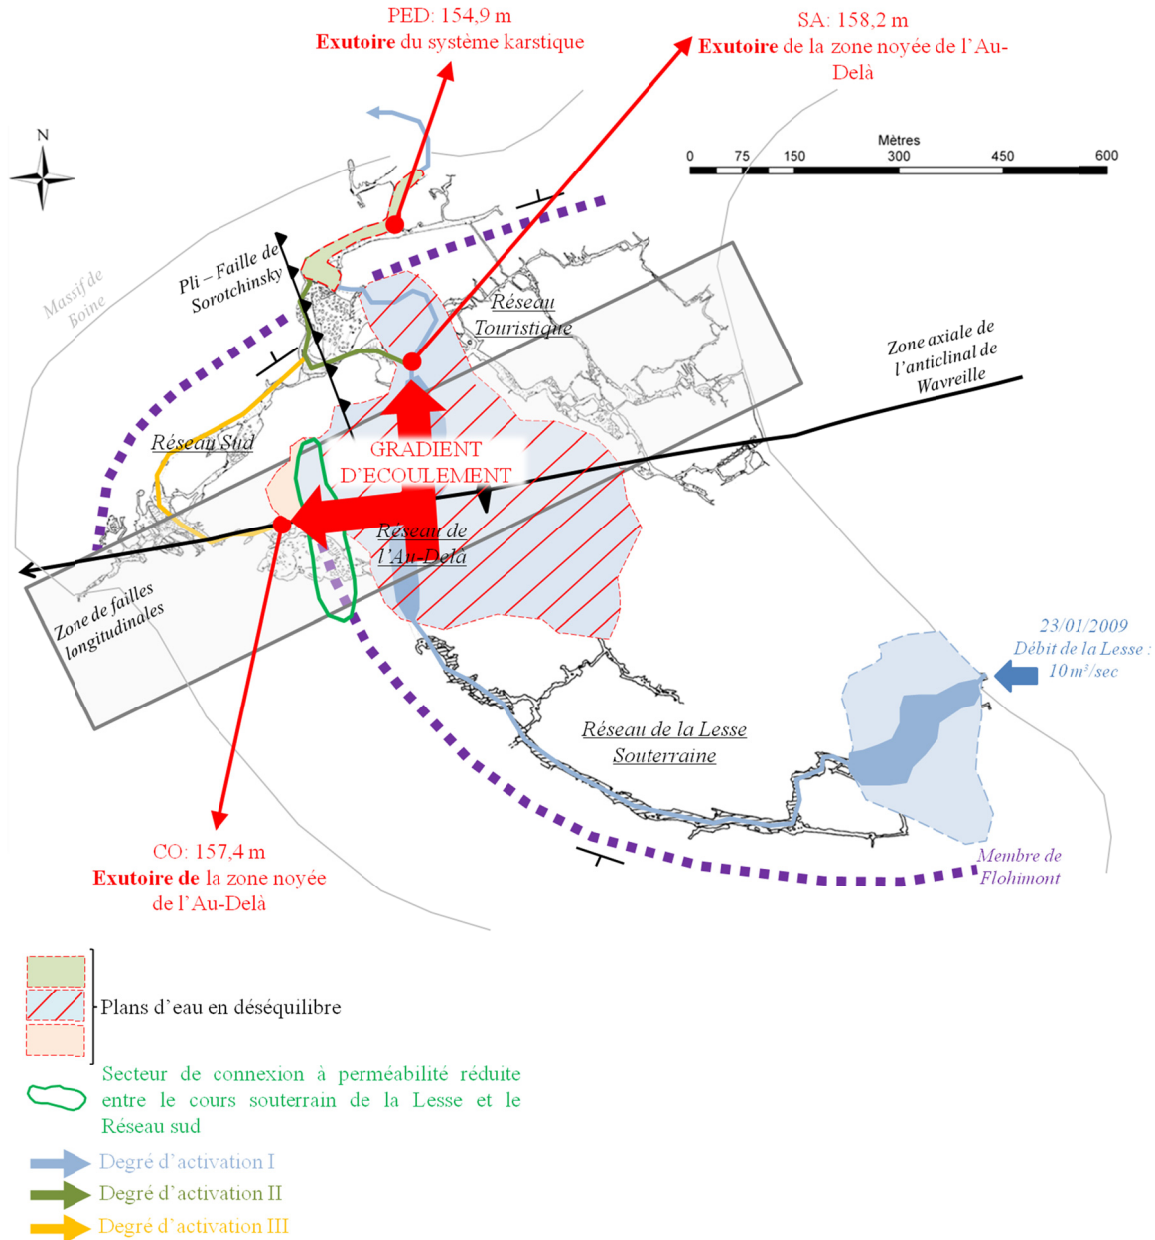 PED: 154,9 m
Exutoire du système karstique
SA: 158,2 m
Exutoire de la zone noyée de l'Au-
Delà
N
Mètres
0 75 150 300 450 600
Pli – Faille de
Sorotchinsky
Massif de
Boine
Réseau
Touristique
Zone axiale de
l'anticlinal de
Wavreille
Réseau Sud
GRADIENT
D'ECOULEMENT
Réseau de
l'Au-Delà
Zone de failles
longitudinales
23/01/2009
Débit de la Lesse :
10 m³/sec
Réseau de la Lesse
Souterraine
CO: 157,4 m
Exutoire de la zone noyée
de l'Au-Delà
Membre de
Flohimont
Plans d'eau en déséquilibre
Secteur de connexion à perméabilité réduite
entre le cours souterrain de la Lesse et le
Réseau sud
Degré d'activation I
Degré d'activation II
Degré d'activation III